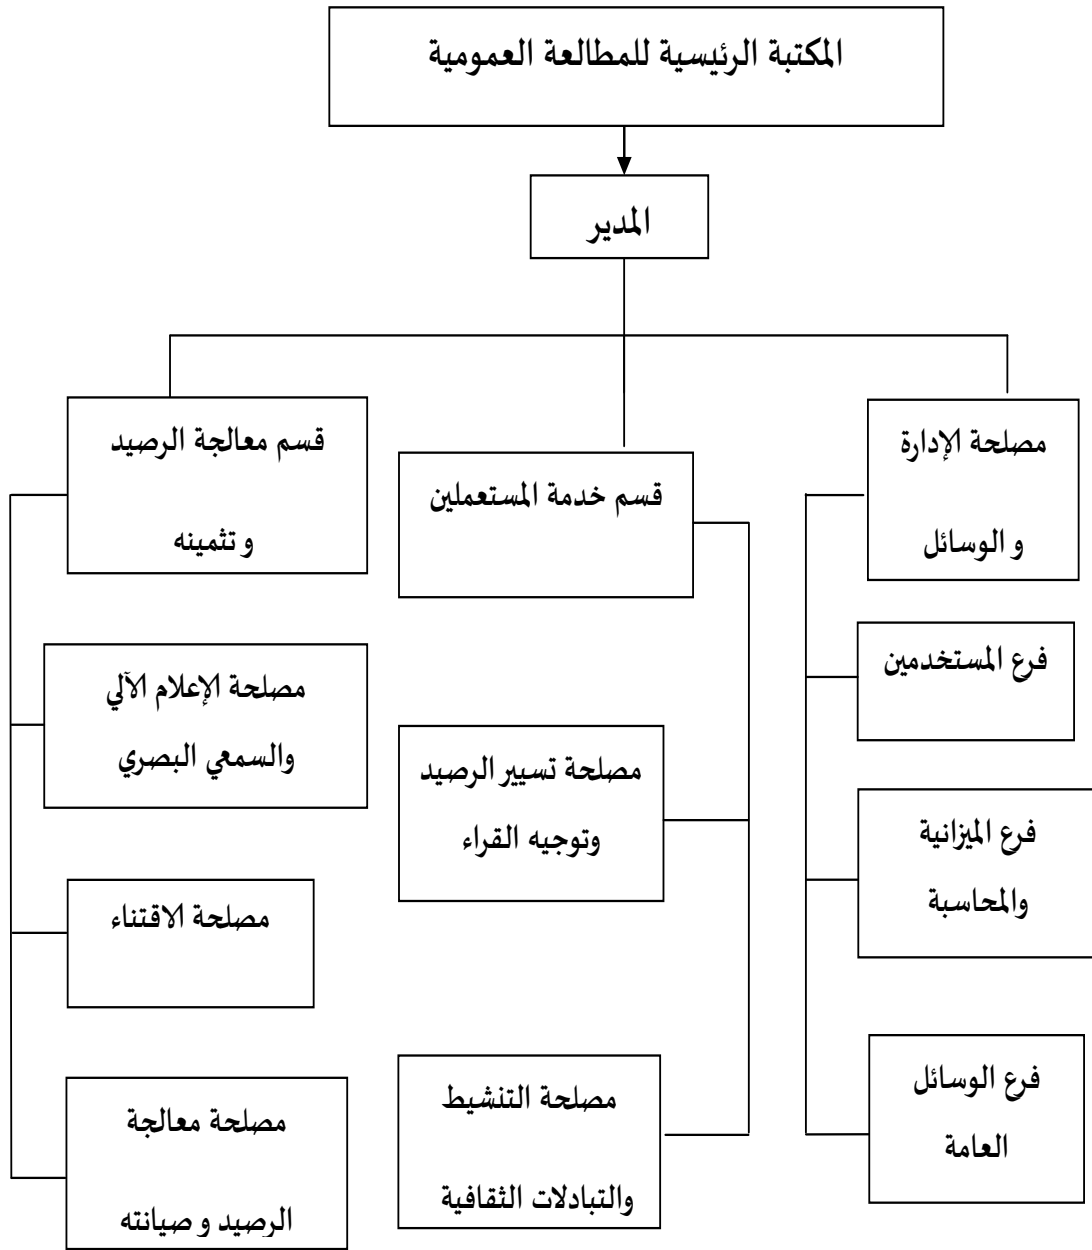 المكتبة الرئيسية للمطالعة العمومية
المدير
مصلحة الإدارة
و الوسائل
فرع المستخدمين
فرع الميزانية
والمحاسبة
فرع الوسائل
العامة
قسم خدمة المستعملين
مصلحة تسيير الرصيد
وتوجيه القراء
مصلحة التنشيط
والتبادلات الثقافية
قسم معالجة الرصيد
و تثمينه
مصلحة الإعلام الآلي
والسمعي البصري
مصلحة الاقتناء
مصلحة معالجة
الرصيد و صيانته